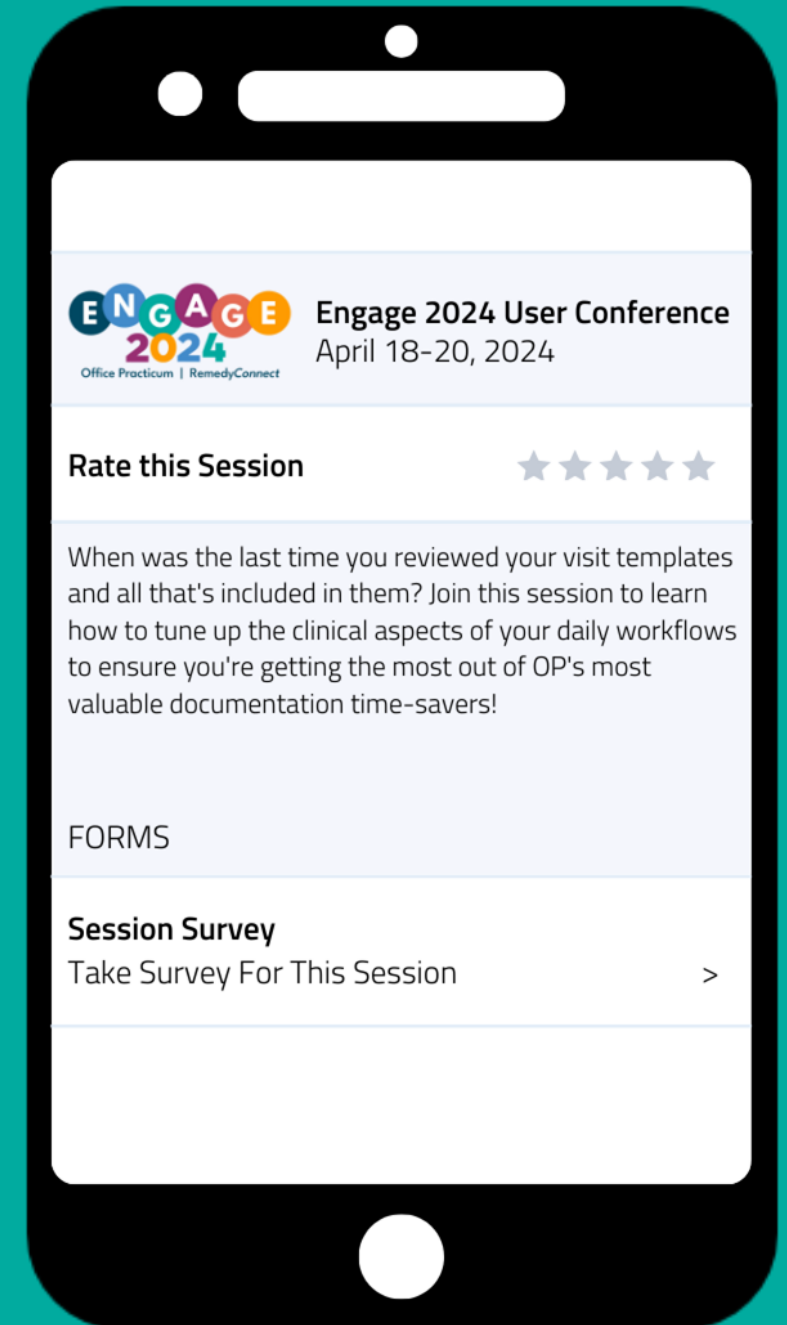 ENGAGE
2024
Office Practicum | RemedyConnect
Engage 2024 User Conference
April 18-20, 2024
Rate this Session
When was the last time you reviewed your visit templates
and all that's included in them? Join this session to learn
how to tune up the clinical aspects of your daily workflows
to ensure you're getting the most out of OP's most
valuable documentation time-savers!
FORMS
Session Survey
Take Survey For This Session >